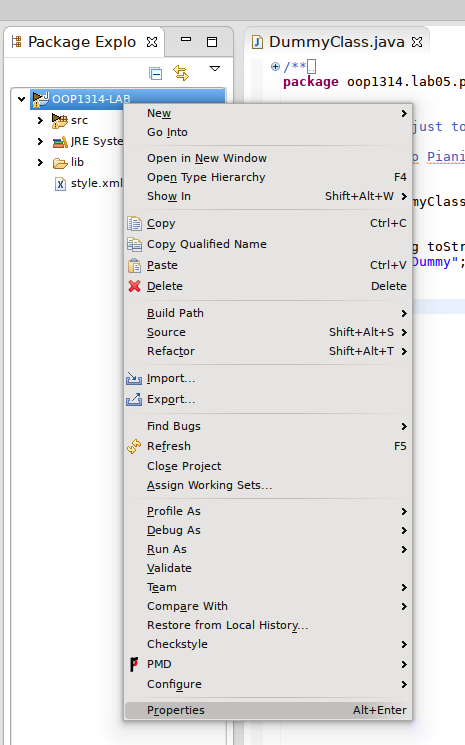 Package Explo
DummyClass.java
OOP1314-LAB
src
JRE Syste
lib
style.xml
/**
package oop1314.lab05.p
just to
o Piani
myClass
g toStr
Dummy";
New
Go Into
Open in New Window
Open Type Hierarchy F4
Show In Shift+Alt+W
Copy Ctrl+C
Copy Qualified Name
Paste Ctrl+V
Delete Delete
Build Path
Source Shift+Alt+S
Refactor Shift+Alt+T
Import...
Export...
Find Bugs
Refresh F5
Close Project
Assign Working Sets...
Profile As
Debug As
Run As
Validate
Team
Compare With
Restore from Local History...
Checkstyle
PMD
Configure
Properties Alt+Enter